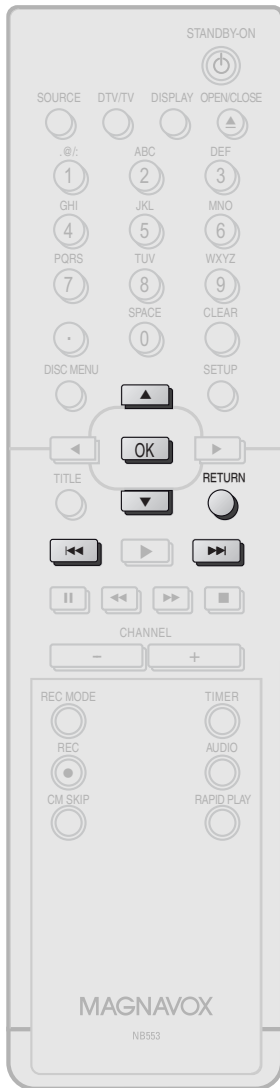 STANDBY-ON
SOURCE DTV/TV DISPLAY OPEN/CLOSE
.@/: ABC DEF
1 2 3
GHI JKL MNO
4 5 6
PQRS TUV WXYZ
7 8 9
SPACE CLEAR
. 0
DISC MENU SETUP
OK
TITLE RETURN
CHANNEL
− +
REC MODE TIMER
REC AUDIO
CM SKIP RAPID PLAY
MAGNAVOX
NB553